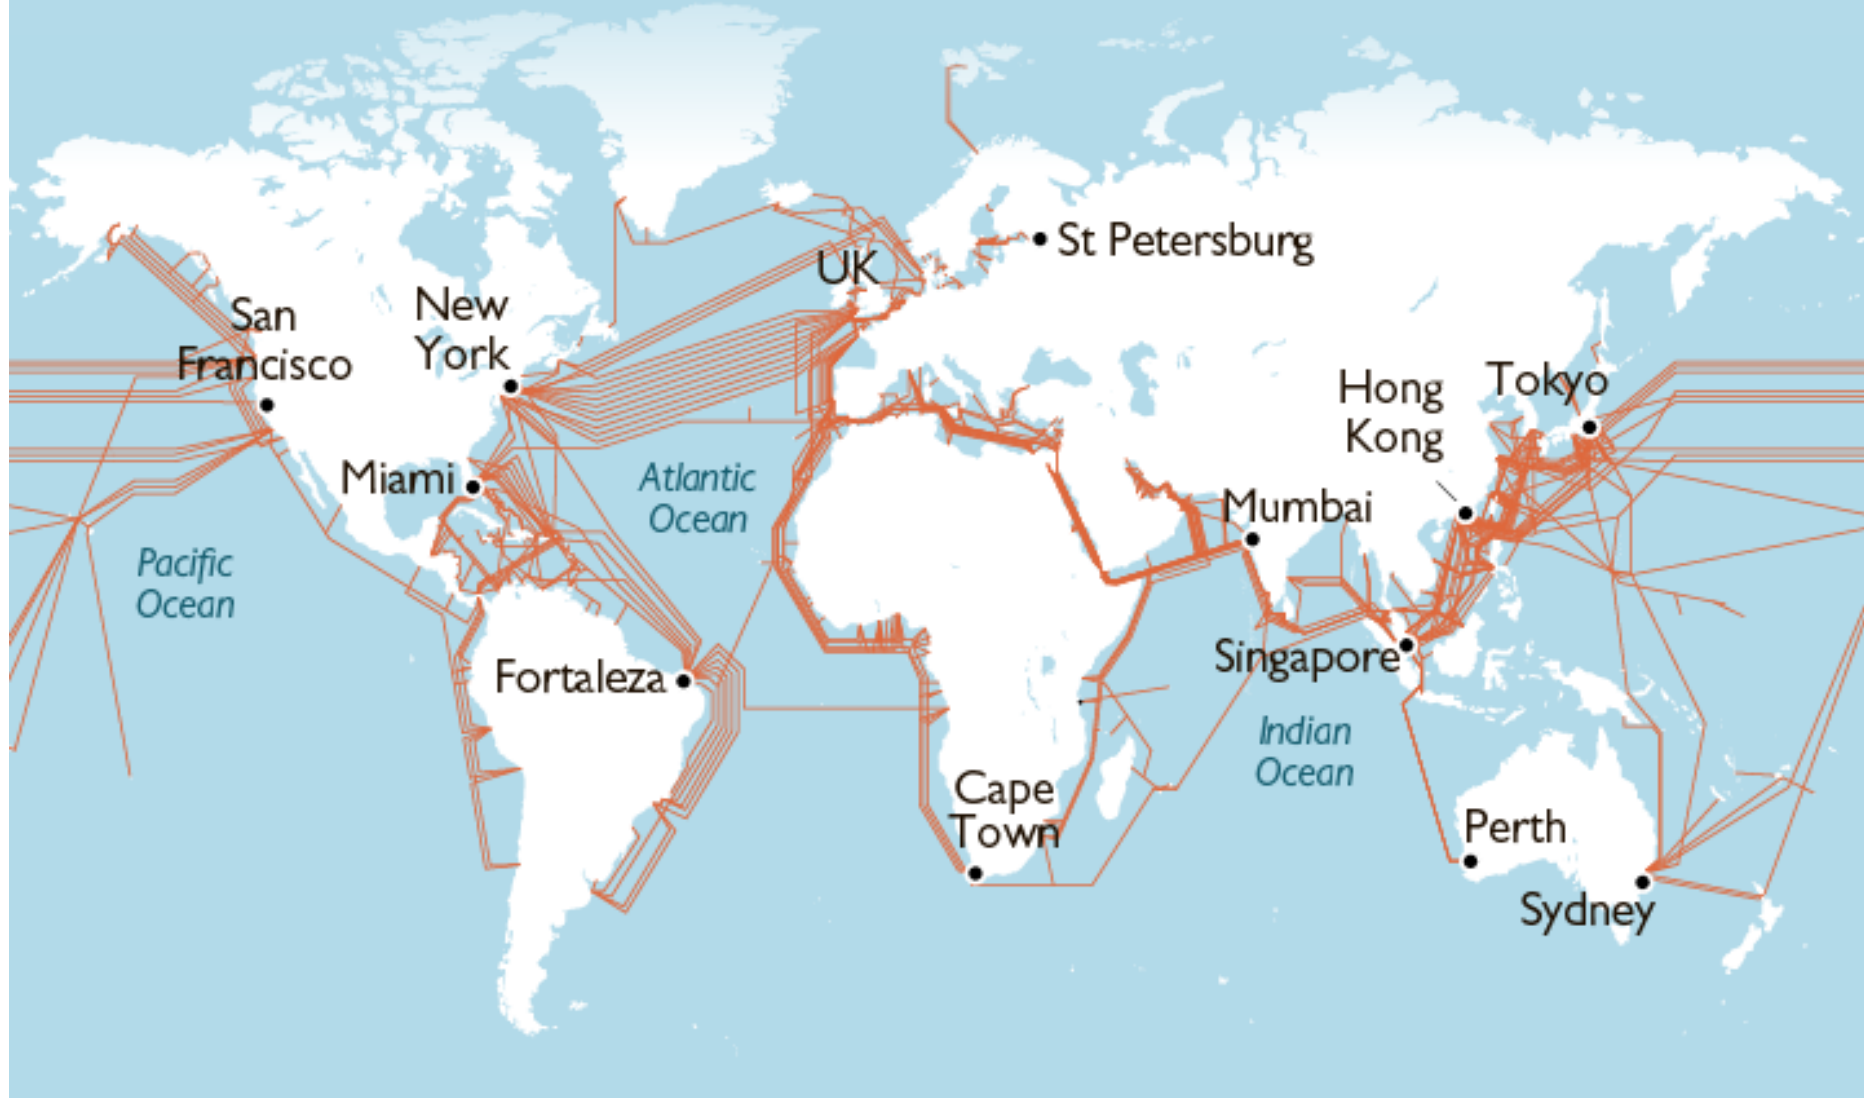 St Petersburg
UK
New
York
San
Francisco
Hong
Kong
Tokyo
Miami
Atlantic
Ocean
Mumbai
Pacific
Ocean
Fortaleza
Singapore
Indian
Ocean
Cape
Town
Perth
Sydney